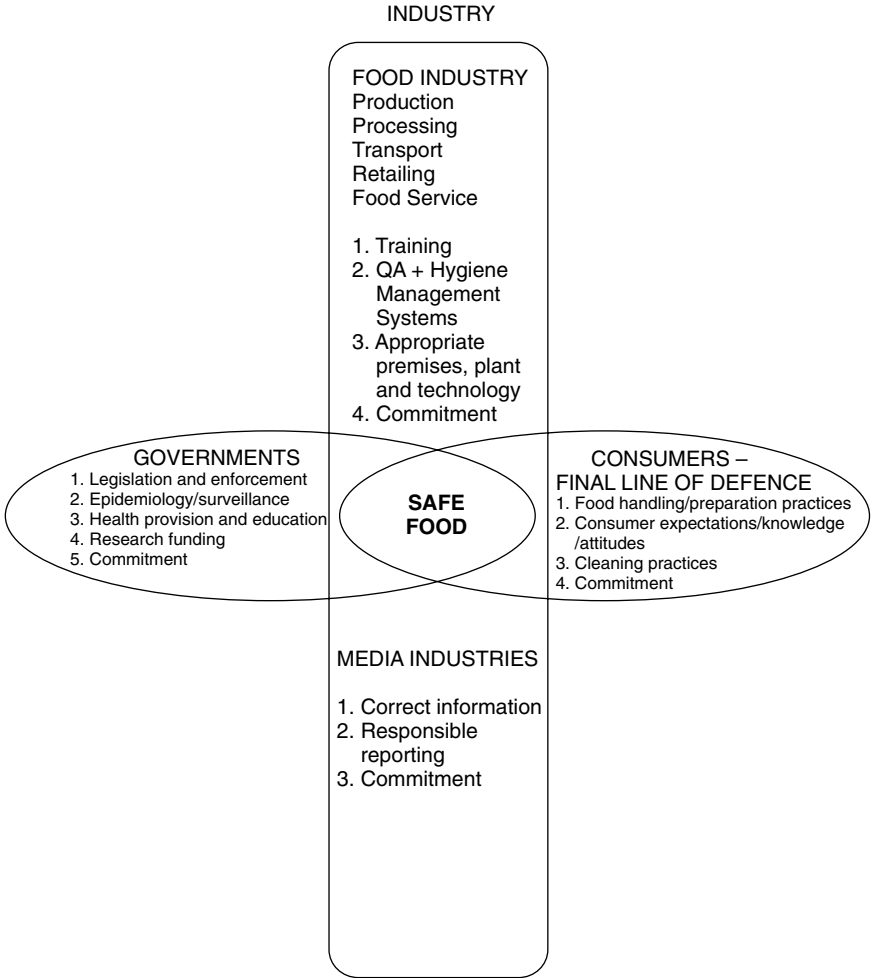 INDUSTRY
FOOD INDUSTRY
Production
Processing
Transport
Retailing
Food Service
1. Training
2. QA + Hygiene
Management
Systems
3. Appropriate
premises, plant
and technology
4. Commitment
GOVERNMENTS
1. Legislation and enforcement
2. Epidemiology/surveillance
3. Health provision and education
4. Research funding
5. Commitment
SAFE
FOOD
CONSUMERS –
FINAL LINE OF DEFENCE
1. Food handling/preparation practices
2. Consumer expectations/knowledge
/attitudes
3. Cleaning practices
4. Commitment
MEDIA INDUSTRIES
1. Correct information
2. Responsible
reporting
3. Commitment